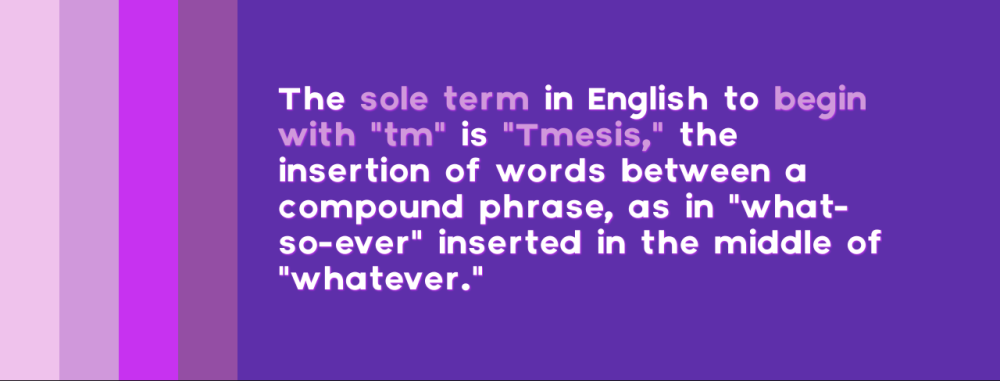 The sole term in English to begin
with "tm" is "Tmesis," the
insertion of words between a
compound phrase, as in "what-
so-ever" inserted in the middle of
"whatever."